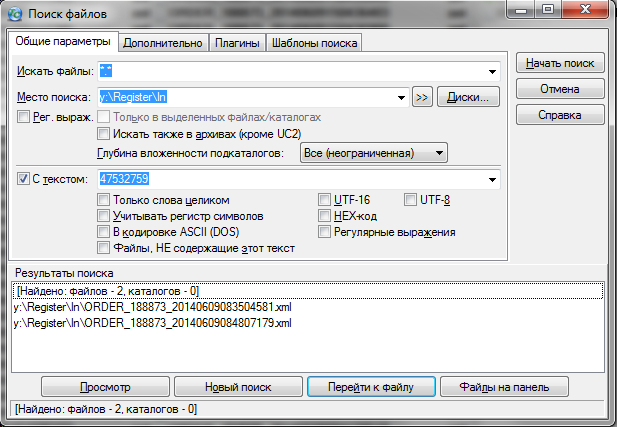 Поиск файлов
Общие параметры Дополнительно Плагины Шаблоны поиска
Искать файлы: *.* Начать поиск
Место поиска: y:\Register\In >> Диски... Отмена
Рег. выраж. Только в выделенных файлах/каталогах Справка
Искать также в архивах (кроме UC2)
Глубина вложенности подкаталогов: Все (неограниченная)
С текстом: 47532759
Только слова целиком UTF-16 UTF-8
Учитывать регистр символов HEX-код
В кодировке ASCII (DOS) Регулярные выражения
Файлы, НЕ содержащие этот текст
Результаты поиска
[Найдено: файлов - 2, каталогов - 0]
y:\Register\In\ORDER_188873_20140609083504581.xml
y:\Register\In\ORDER_188873_20140609084807179.xml
Просмотр Новый поиск Перейти к файлу Файлы на панель
[Найдено: файлов - 2, каталогов - 0]